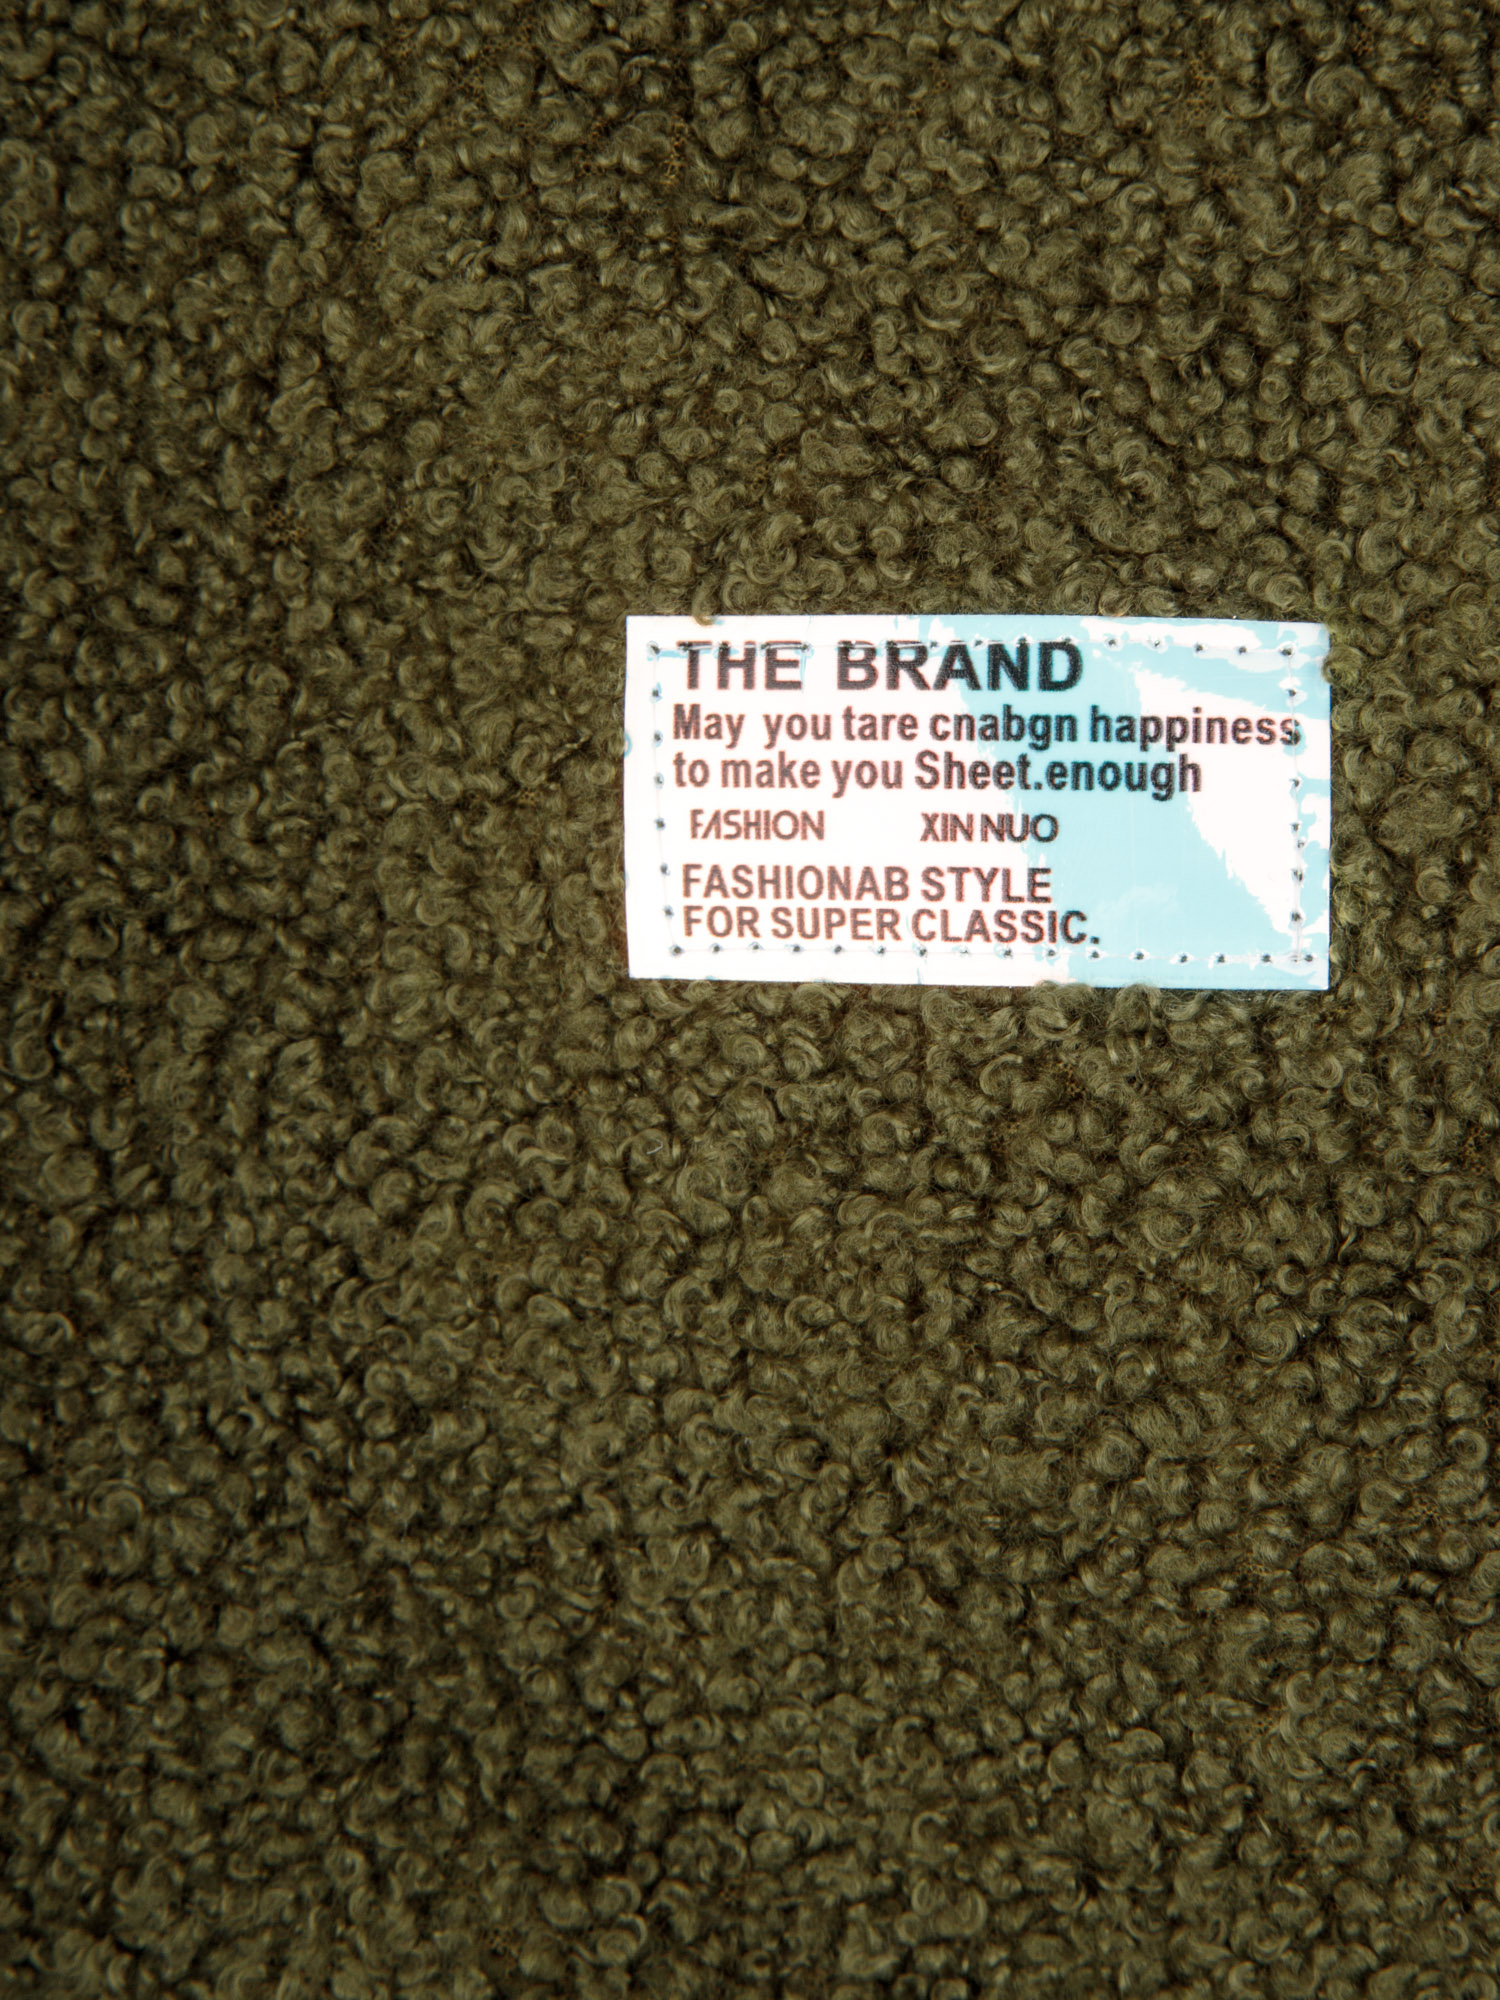 THE BRAND
May you tare cnabgn happiness
to make you Sheet.enough
FASHION XIN NUO
FASHIONAB STYLE
FOR SUPER CLASSIC.